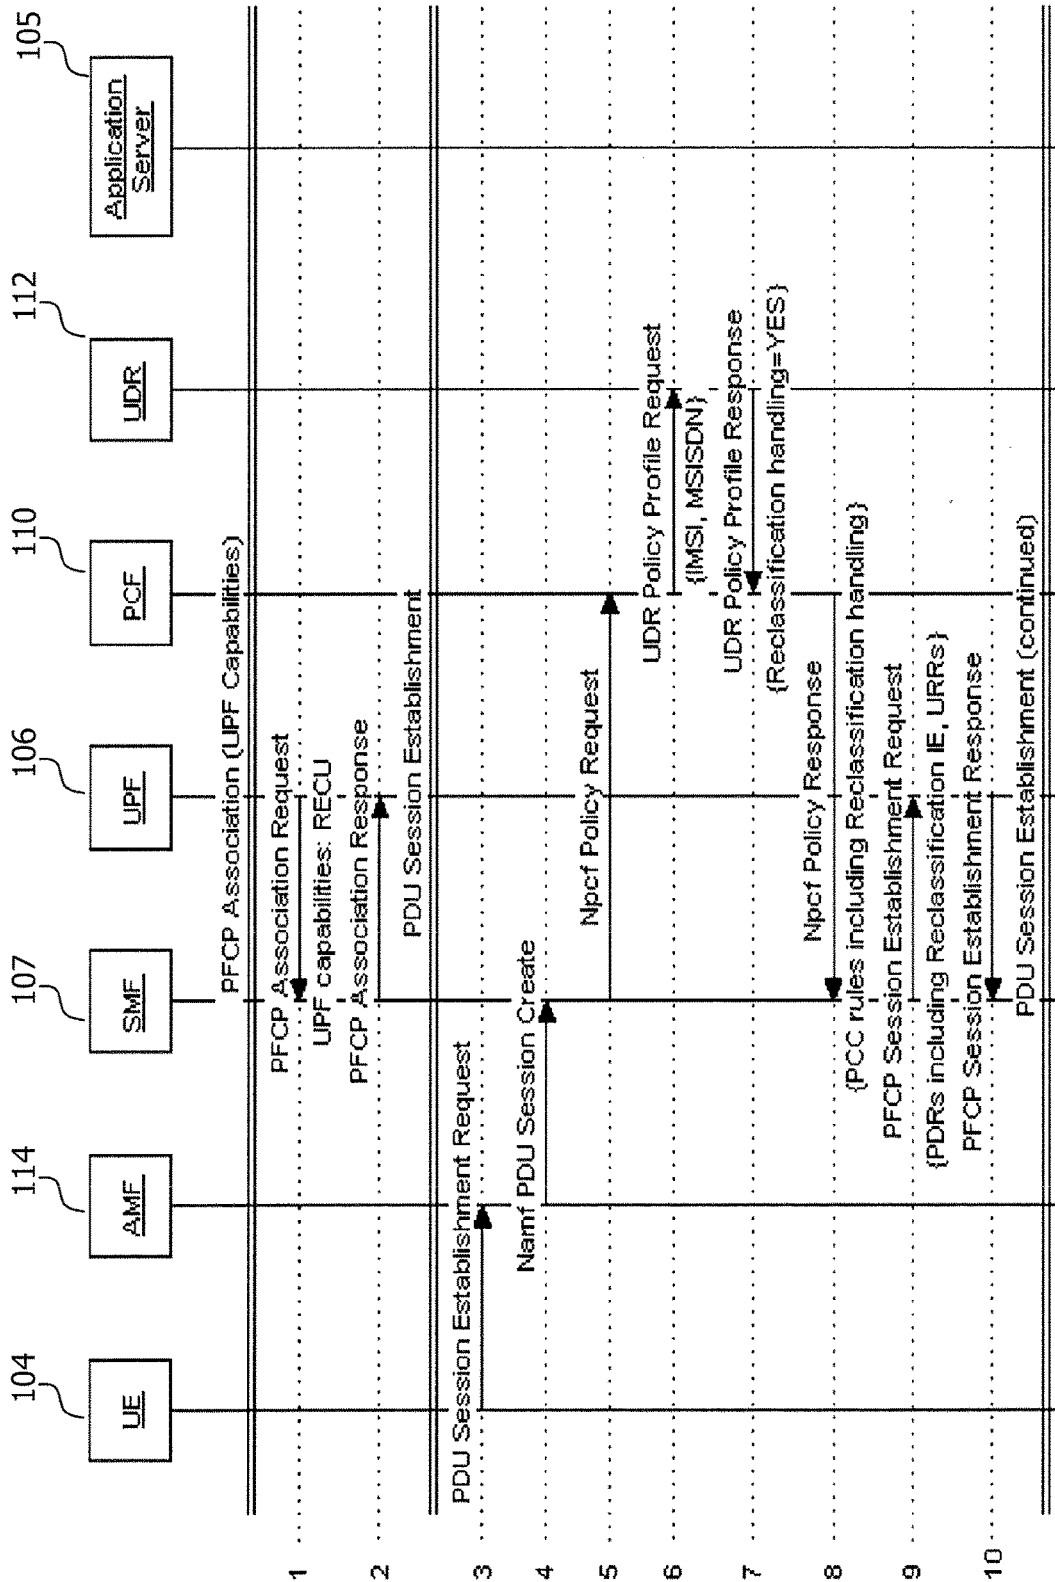 104
114
107
106
110
112
105
UE
AMF
SMF
UPF
PCF
UDR
Application
Server
PFCP Association (UPF Capabilities)
1
PFCP Association Request
UPF capabilities: RECU
2
PFCP Association Response
PDU Session Establishment
3
PDU Session Establishment Request
4
Namf PDU Session Create
5
Npcf Policy Request
6
UDR Policy Profile Request
{IMSI, MSISDN}
7
UDR Policy Profile Response
{Reclassification handling=YES}
8
Npcf Policy Response
{PCC rules including Reclassification handling}
9
PFCP Session Establishment Request
{PDRs including Reclassification IE, URRs}
10
PFCP Session Establishment Response
PDU Session Establishment (continued)